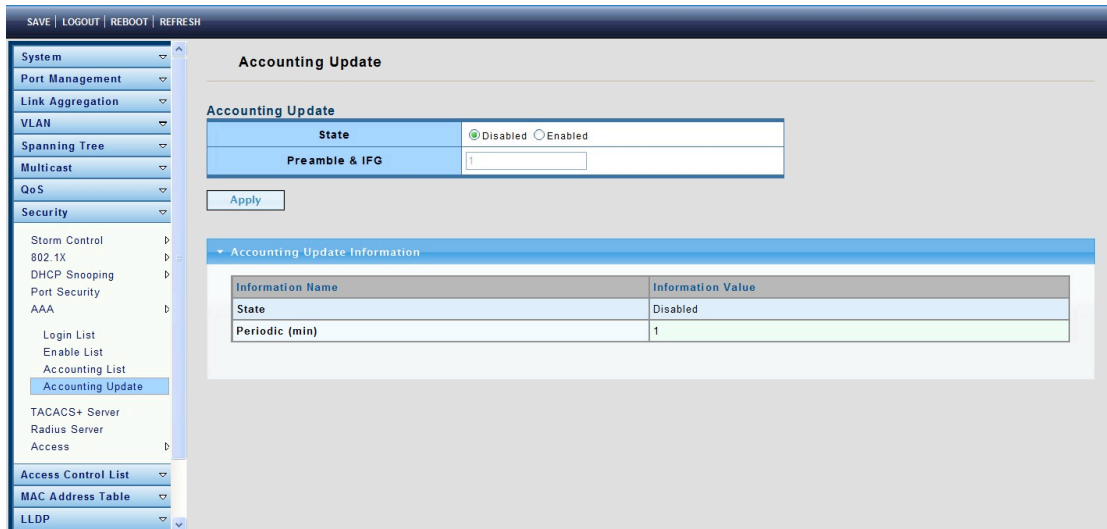 SAVE | LOGOUT | REBOOT | REFRESH
System
Port Management
Link Aggregation
VLAN
Spanning Tree
Multicast
QoS
Security
Storm Control
802.1X
DHCP Snooping
Port Security
AAA
Login List
Enable List
Accounting List
Accounting Update
TACACS+ Server
Radius Server
Access
Access Control List
MAC Address Table
LLDP
Accounting Update
Accounting Update
State Disabled Enabled
Preamble & IFG 1
Apply
Accounting Update Information
Information Name Information Value
State Disabled
Periodic (min) 1